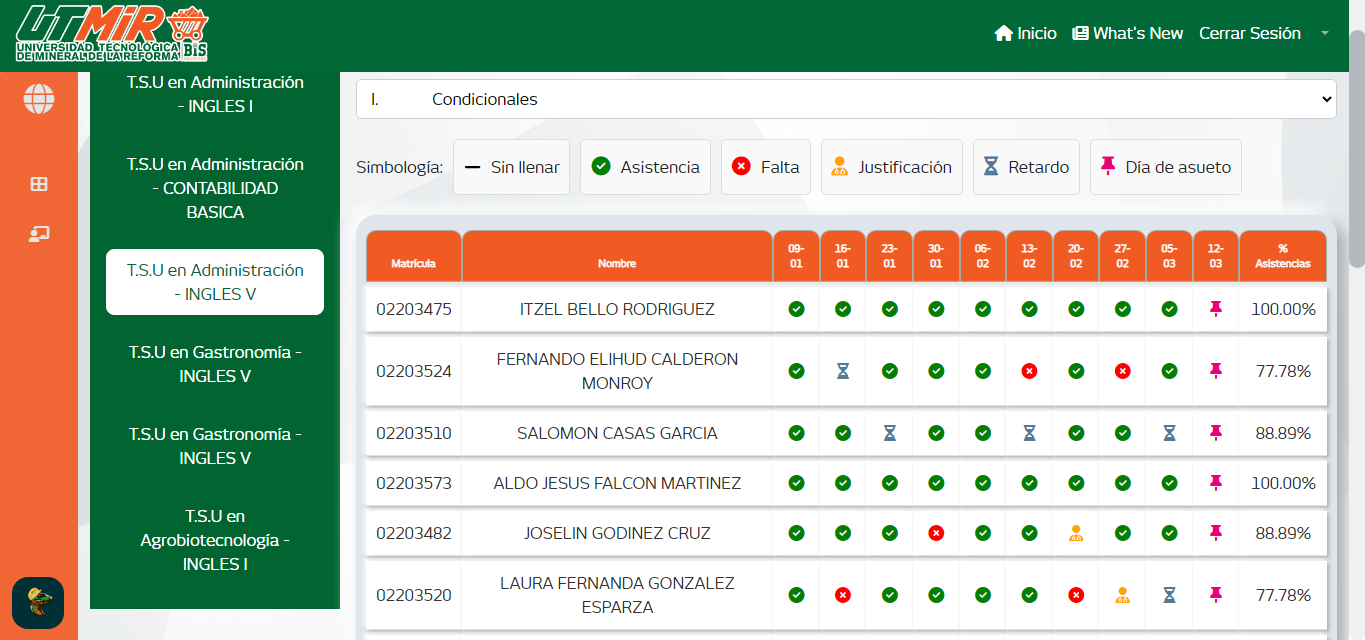 UTMiR
UNIVERSIDAD TECNOLOGICA
DE MINERAL DE LA REFORMA BIS
Inicio
What's New
Cerrar Sesión
T.S.U en Administración
- INGLES I
T.S.U en Administración
- CONTABILIDAD
BASICA
T.S.U en Administración
- INGLES V
T.S.U en Gastronomía -
INGLES V
T.S.U en Gastronomía -
INGLES V
T.S.U en
Agrobiotecnología -
INGLES I
I. Condicionales
Simbología: Sin llenar Asistencia Falta Justificación Retardo Día de asueto
Matrícula Nombre 09-01 16-01 23-01 30-01 06-02 13-02 20-02 27-02 05-03 12-03 % Asistencias
02203475 ITZEL BELLO RODRIGUEZ 100.00%
02203524 FERNANDO ELIHUD CALDERON
MONROY 77.78%
02203510 SALOMON CASAS GARCIA 88.89%
02203573 ALDO JESUS FALCON MARTINEZ 100.00%
02203482 JOSELIN GODINEZ CRUZ 88.89%
02203520 LAURA FERNANDA GONZALEZ
ESPARZA 77.78%